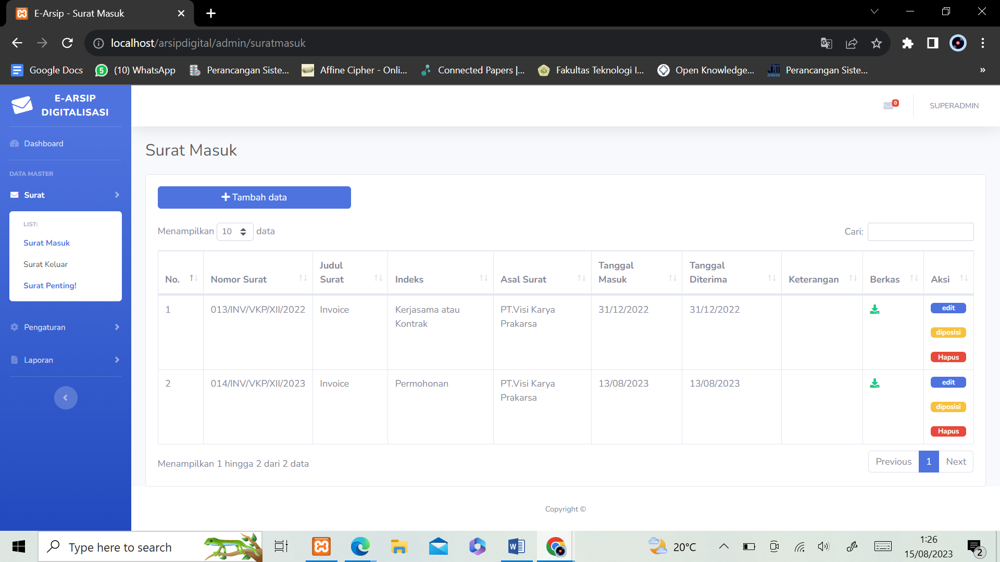 E-Arsip - Surat Masuk
localhost/arsipdigital/admin/suratmasuk
Google Docs
5
(10) WhatsApp
Perancangan Siste...
Affine Cipher - Onli...
Connected Papers |...
Fakultas Teknologi I...
Open Knowledge...
Perancangan Siste...
»
E-ARSIP
DIGITALISASI
0
SUPERADMIN
Dashboard
DATA MASTER
Surat
LIST:
Surat Masuk
Surat Keluar
Surat Penting!
Pengaturan
Laporan
Surat Masuk
Tambah data
Menampilkan 10 data
Cari:
No.
Nomor Surat
Judul
Surat
Indeks
Asal Surat
Tanggal
Masuk
Tanggal
Diterima
Keterangan
Berkas
Aksi
1
013/INV/VKP/XII/2022
Invoice
Kerjasama atau
Kontrak
PT.Visi Karya
Prakarsa
31/12/2022
31/12/2022
edit
diposisi
Hapus
2
014/INV/VKP/XII/2023
Invoice
Permohonan
PT.Visi Karya
Prakarsa
13/08/2023
13/08/2023
edit
diposisi
Hapus
Menampilkan 1 hingga 2 dari 2 data
Previous
1
Next
Copyright ©
Type here to search
20°C
1:26
15/08/2023
2